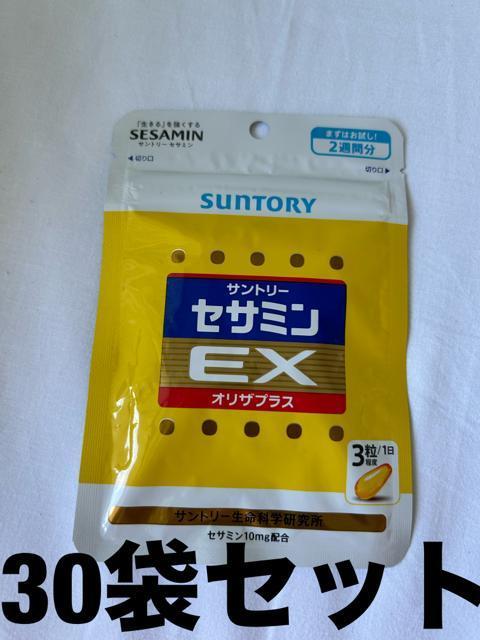 「生きる」を強くする
SESAMIN
サントリー セサミン
まずはお試し!
2週間分
◀切り口
切り口▶
SUNTORY
サントリー
セサミン
EX
オリザプラス
3粒/1日
程度
サントリー生命科学研究所
セサミン10mg配合
30袋セット